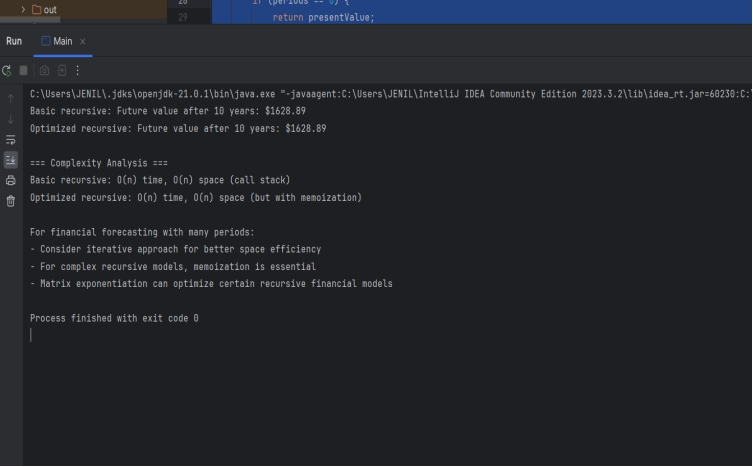 out
28 if (periods == 0) {
29 return presentValue;
Run Main ×
C:\Users\JENIL\.jdks\openjdk-21.0.1\bin\java.exe "-javaagent:C:\Users\JENIL\IntelliJ IDEA Community Edition 2023.3.2\lib\idea_rt.jar=60230:C:\
Basic recursive: Future value after 10 years: $1628.89
Optimized recursive: Future value after 10 years: $1628.89
=== Complexity Analysis ===
Basic recursive: O(n) time, O(n) space (call stack)
Optimized recursive: O(n) time, O(n) space (but with memoization)
For financial forecasting with many periods:
- Consider iterative approach for better space efficiency
- For complex recursive models, memoization is essential
- Matrix exponentiation can optimize certain recursive financial models
Process finished with exit code 0